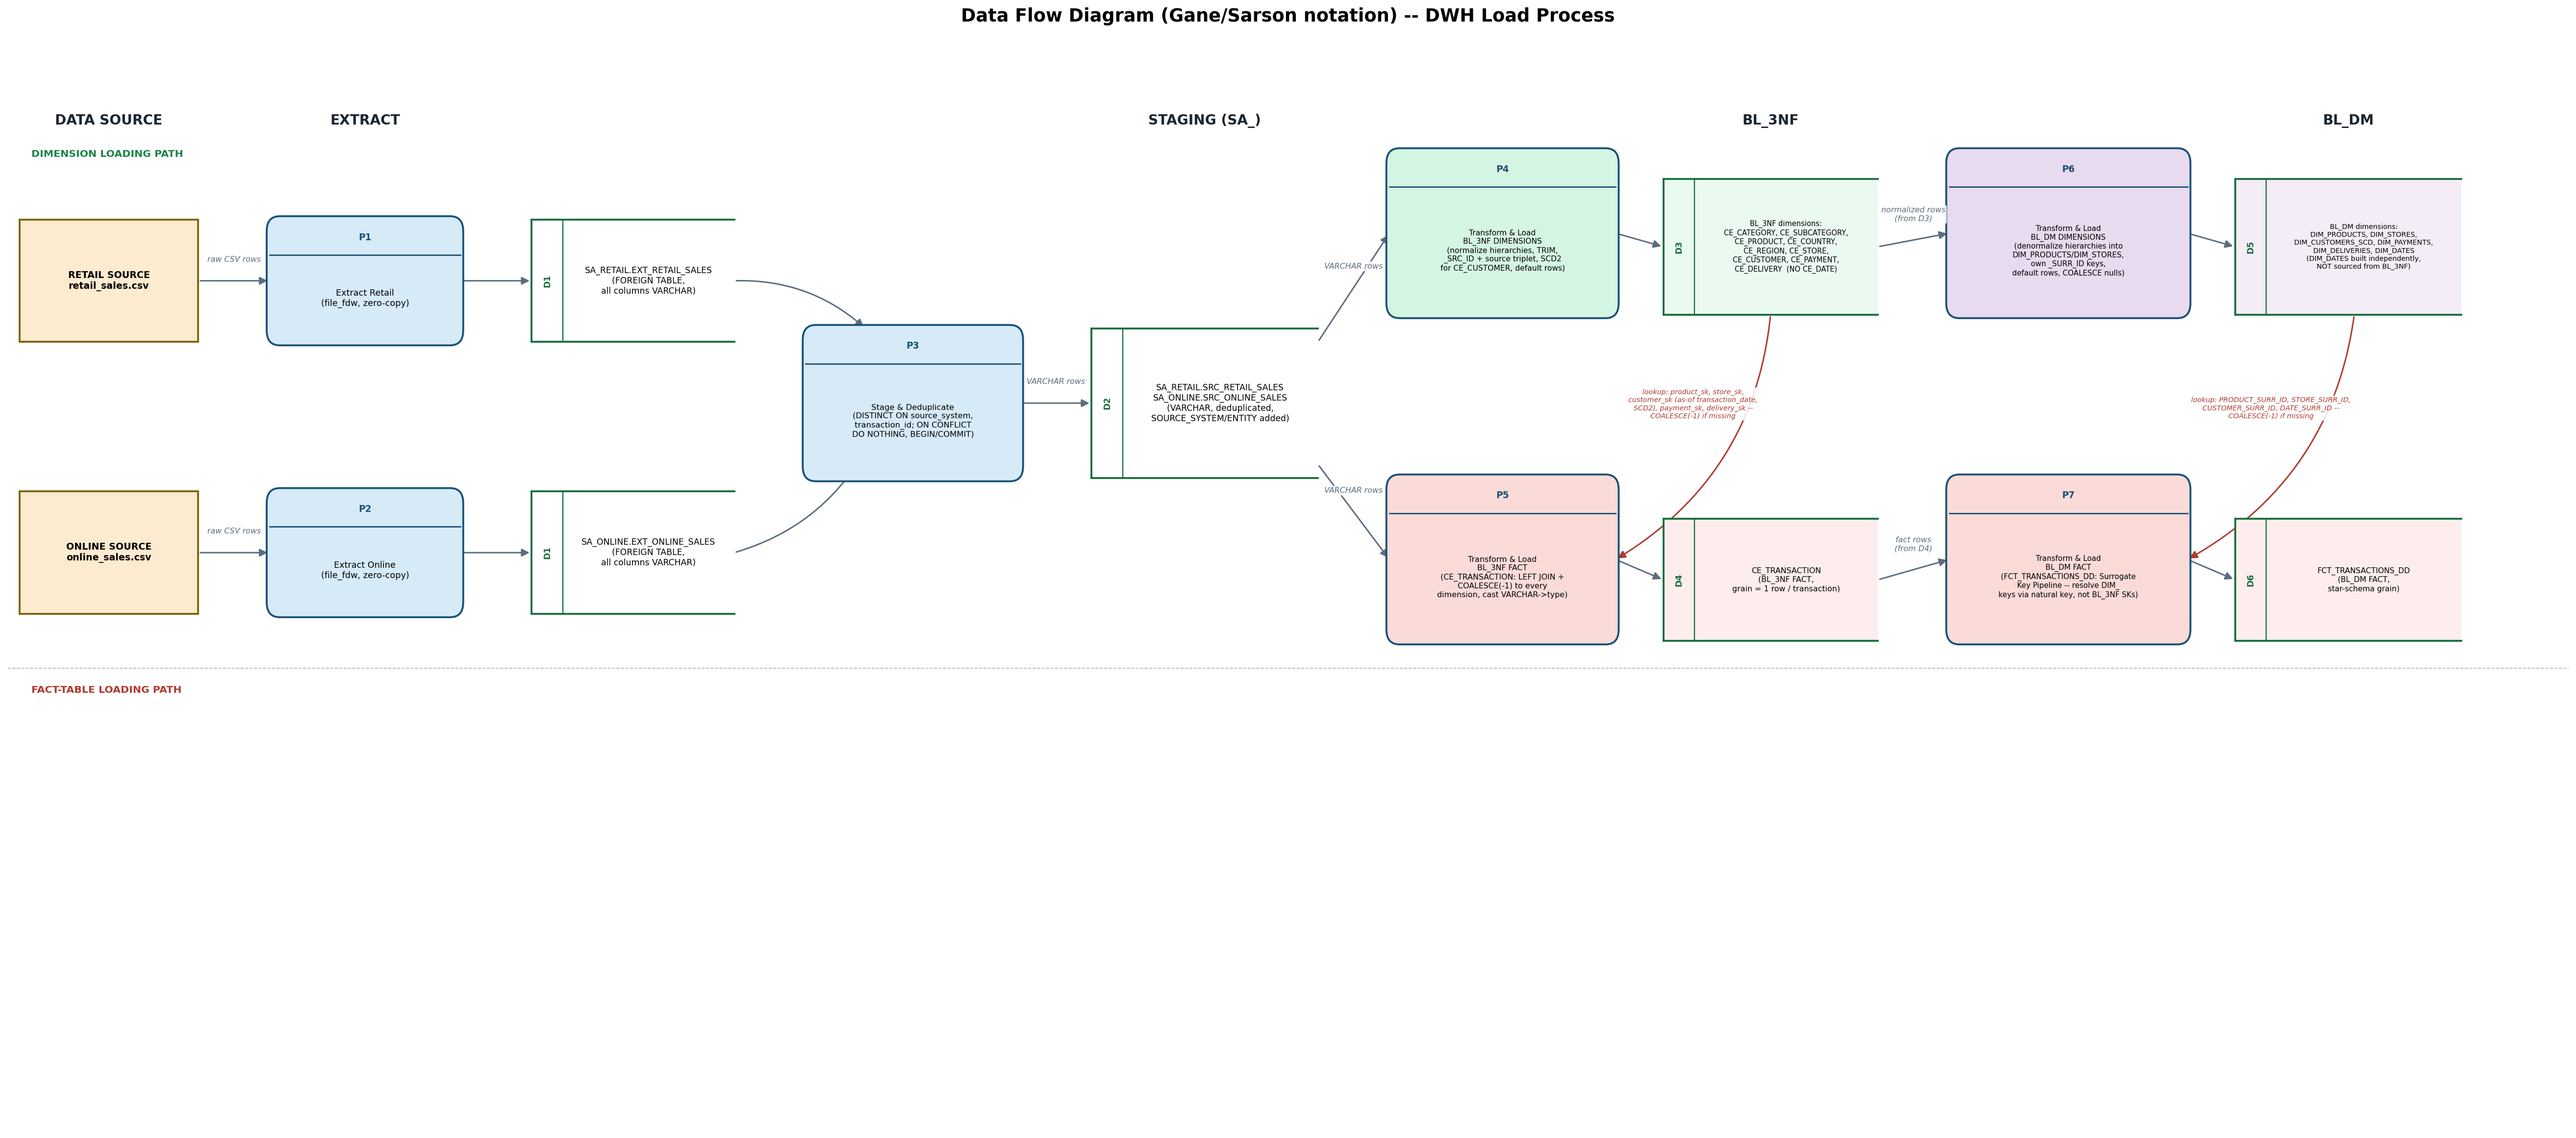 Data Flow Diagram (Gane/Sarson notation) -- DWH Load Process
DATA SOURCE
EXTRACT
STAGING (SA_)
BL_3NF
BL_DM
DIMENSION LOADING PATH
RETAIL SOURCE
retail_sales.csv
raw CSV rows
P1
Extract Retail
(file_fdw, zero-copy)
D1
SA_RETAIL.EXT_RETAIL_SALES
(FOREIGN TABLE,
all columns VARCHAR)
ONLINE SOURCE
online_sales.csv
raw CSV rows
P2
Extract Online
(file_fdw, zero-copy)
D1
SA_ONLINE.EXT_ONLINE_SALES
(FOREIGN TABLE,
all columns VARCHAR)
P3
Stage & Deduplicate
(DISTINCT ON source_system,
transaction_id; ON CONFLICT
DO NOTHING, BEGIN/COMMIT)
VARCHAR rows
D2
SA_RETAIL.SRC_RETAIL_SALES
SA_ONLINE.SRC_ONLINE_SALES
(VARCHAR, deduplicated,
SOURCE_SYSTEM/ENTITY added)
VARCHAR rows
P4
Transform & Load
BL_3NF DIMENSIONS
(normalize hierarchies, TRIM,
_SRC_ID + source triplet, SCD2
for CE_CUSTOMER, default rows)
D3
BL_3NF dimensions:
CE_CATEGORY, CE_SUBCATEGORY,
CE_PRODUCT, CE_COUNTRY,
CE_REGION, CE_STORE,
CE_CUSTOMER, CE_PAYMENT,
CE_DELIVERY (NO CE_DATE)
normalized rows
(from D3)
P6
Transform & Load
BL_DM DIMENSIONS
(denormalize hierarchies into
DIM_PRODUCTS/DIM_STORES,
own _SURR_ID keys,
default rows, COALESCE nulls)
D5
BL_DM dimensions:
DIM_PRODUCTS, DIM_STORES,
DIM_CUSTOMERS_SCD, DIM_PAYMENTS,
DIM_DELIVERIES, DIM_DATES
(DIM_DATES built independently,
NOT sourced from BL_3NF)
lookup: product_sk, store_sk,
customer_sk (as-of transaction_date,
SCD2), payment_sk, delivery_sk --
COALESCE(-1) if missing
lookup: PRODUCT_SURR_ID, STORE_SURR_ID,
CUSTOMER_SURR_ID, DATE_SURR_ID --
COALESCE(-1) if missing
VARCHAR rows
P5
Transform & Load
BL_3NF FACT
(CE_TRANSACTION: LEFT JOIN +
COALESCE(-1) to every
dimension, cast VARCHAR->type)
D4
CE_TRANSACTION
(BL_3NF FACT,
grain = 1 row / transaction)
fact rows
(from D4)
P7
Transform & Load
BL_DM FACT
(FCT_TRANSACTIONS_DD: Surrogate
Key Pipeline -- resolve DIM_
keys via natural key, not BL_3NF SKs)
D6
FCT_TRANSACTIONS_DD
(BL_DM FACT,
star-schema grain)
FACT-TABLE LOADING PATH